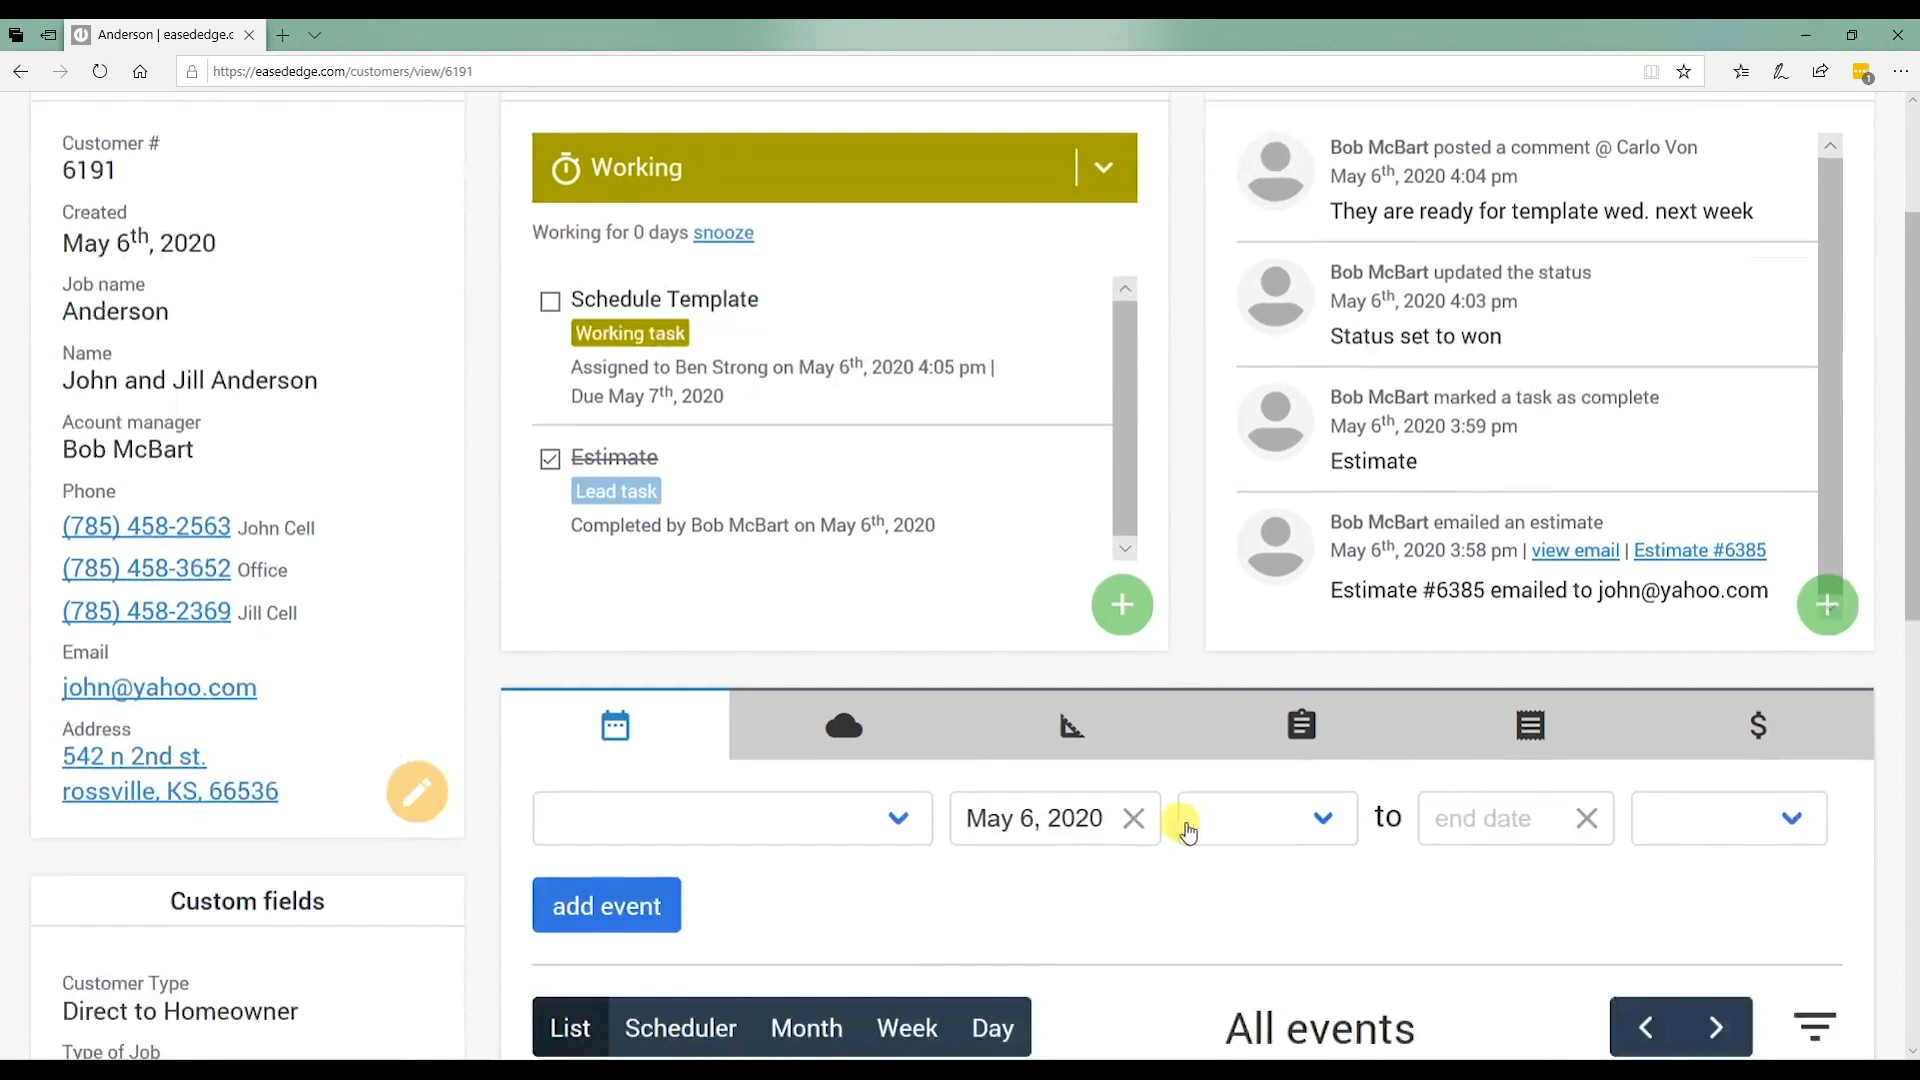 Anderson | easededge.c
https://easededge.com/customers/view/6191
1
Customer #
6191
Created
May 6th, 2020
Job name
Anderson
Name
John and Jill Anderson
Acount manager
Bob McBart
Phone
(785) 458-2563 John Cell
(785) 458-3652 Office
(785) 458-2369 Jill Cell
Email
john@yahoo.com
Address
542 n 2nd st.
rossville, KS, 66536
Custom fields
Customer Type
Direct to Homeowner
Type of Job
Working
Working for 0 days snooze
Schedule Template
Working task
Assigned to Ben Strong on May 6th, 2020 4:05 pm |
Due May 7th, 2020
Estimate
Lead task
Completed by Bob McBart on May 6th, 2020
Bob McBart posted a comment @ Carlo Von
May 6th, 2020 4:04 pm
They are ready for template wed. next week
Bob McBart updated the status
May 6th, 2020 4:03 pm
Status set to won
Bob McBart marked a task as complete
May 6th, 2020 3:59 pm
Estimate
Bob McBart emailed an estimate
May 6th, 2020 3:58 pm | view email | Estimate #6385
Estimate #6385 emailed to john@yahoo.com
May 6, 2020 to end date
add event
List Scheduler Month Week Day All events